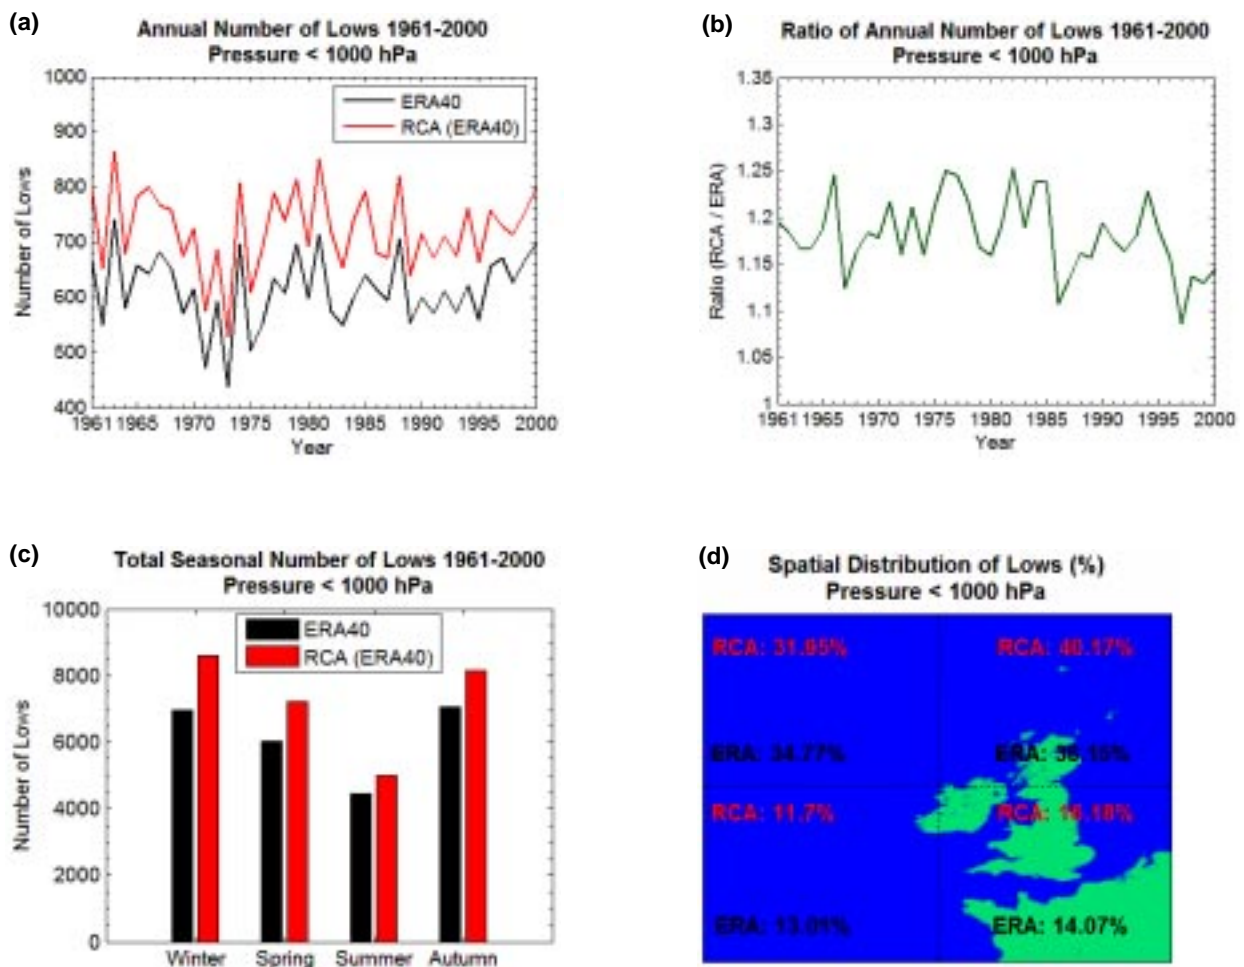 (a)
Annual Number of Lows 1961-2000
Pressure < 1000 hPa
1000
900
800
700
600
500
400
Number of Lows
ERA40
RCA (ERA40)
1961 1965 1970 1975 1980 1985 1990 1995 2000
Year
(b)
Ratio of Annual Number of Lows 1961-2000
Pressure < 1000 hPa
1.35
1.3
1.25
1.2
1.15
1.1
1.05
1
Ratio (RCA / ERA)
1961 1965 1970 1975 1980 1985 1990 1995 2000
Year
(c)
Total Seasonal Number of Lows 1961-2000
Pressure < 1000 hPa
10000
8000
6000
4000
2000
0
Number of Lows
ERA40
RCA (ERA40)
Winter Spring Summer Autumn
(d)
Spatial Distribution of Lows (%)
Pressure < 1000 hPa
RCA: 31.95% RCA: 40.17%
ERA: 34.77% ERA: 38.15%
RCA: 11.7% RCA: 16.18%
ERA: 13.01% ERA: 14.07%